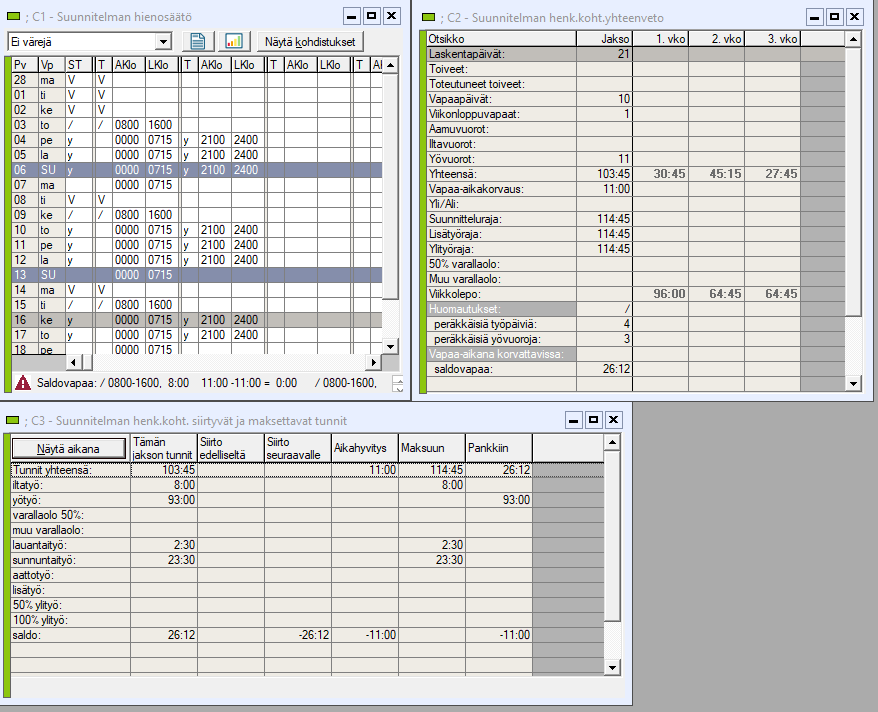 ; C1 - Suunnitelman hienosäätö
Ei värejä Näytä kohdistukset
Pv Vp ST T AKlo LKlo T AKlo LKlo T AKlo LKlo T Al
28 ma V V
01 ti V V
02 ke V V
03 to / / 0800 1600
04 pe y 0000 0715 y 2100 2400
05 la y 0000 0715 y 2100 2400
06 SU y 0000 0715 y 2100 2400
07 ma 0000 0715
08 ti V V
09 ke / / 0800 1600
10 to y 0000 0715 y 2100 2400
11 pe y 0000 0715 y 2100 2400
12 la y 0000 0715 y 2100 2400
13 SU 0000 0715
14 ma V V
15 ti / / 0800 1600
16 ke y 0000 0715 y 2100 2400
17 to y 0000 0715 y 2100 2400
18 pe 0000 0715
Saldovapaa: / 0800-1600, 8:00 11:00 -11:00 = 0:00 / 0800-1600,
; C2 - Suunnitelman henk.koht.yhteenveto
Otsikko Jakso 1. vko 2. vko 3. vko
Laskentapäivät: 21
Toiveet:
Toteutuneet toiveet:
Vapaapäivät: 10
Viikonloppuvapaat: 1
Aamuvuorot:
Iltavuorot:
Yövuorot: 11
Yhteensä: 103:45 30:45 45:15 27:45
Vapaa-aikakorvaus: 11:00
Yli/Ali:
Suunnitteluraja: 114:45
Lisätyöraja: 114:45
Ylityöraja: 114:45
50% varallaolo:
Muu varallaolo:
Viikkolepo: 96:00 64:45 64:45
Huomautukset: /
peräkkäisiä työpäiviä: 4
peräkkäisiä yövuoroja: 3
Vapaa-aikana korvattavissa:
saldovapaa: 26:12
; C3 - Suunnitelman henk.koht. siirtyvät ja maksettavat tunnit
Näytä aikana Tämän jakson tunnit Siirto edelliseltä Siirto seuraavalle Aikahyvitys Maksuun Pankkiin
Tunnit yhteensä: 103:45 11:00 114:45 26:12
iltatyö: 8:00 8:00
yötyö: 93:00 93:00
varallaolo 50%:
muu varallaolo:
lauantaityö: 2:30 2:30
sunnuntaityö: 23:30 23:30
aattotyö:
lisätyö:
50% ylityö:
100% ylityö:
saldo: 26:12 -26:12 -11:00 -11:00